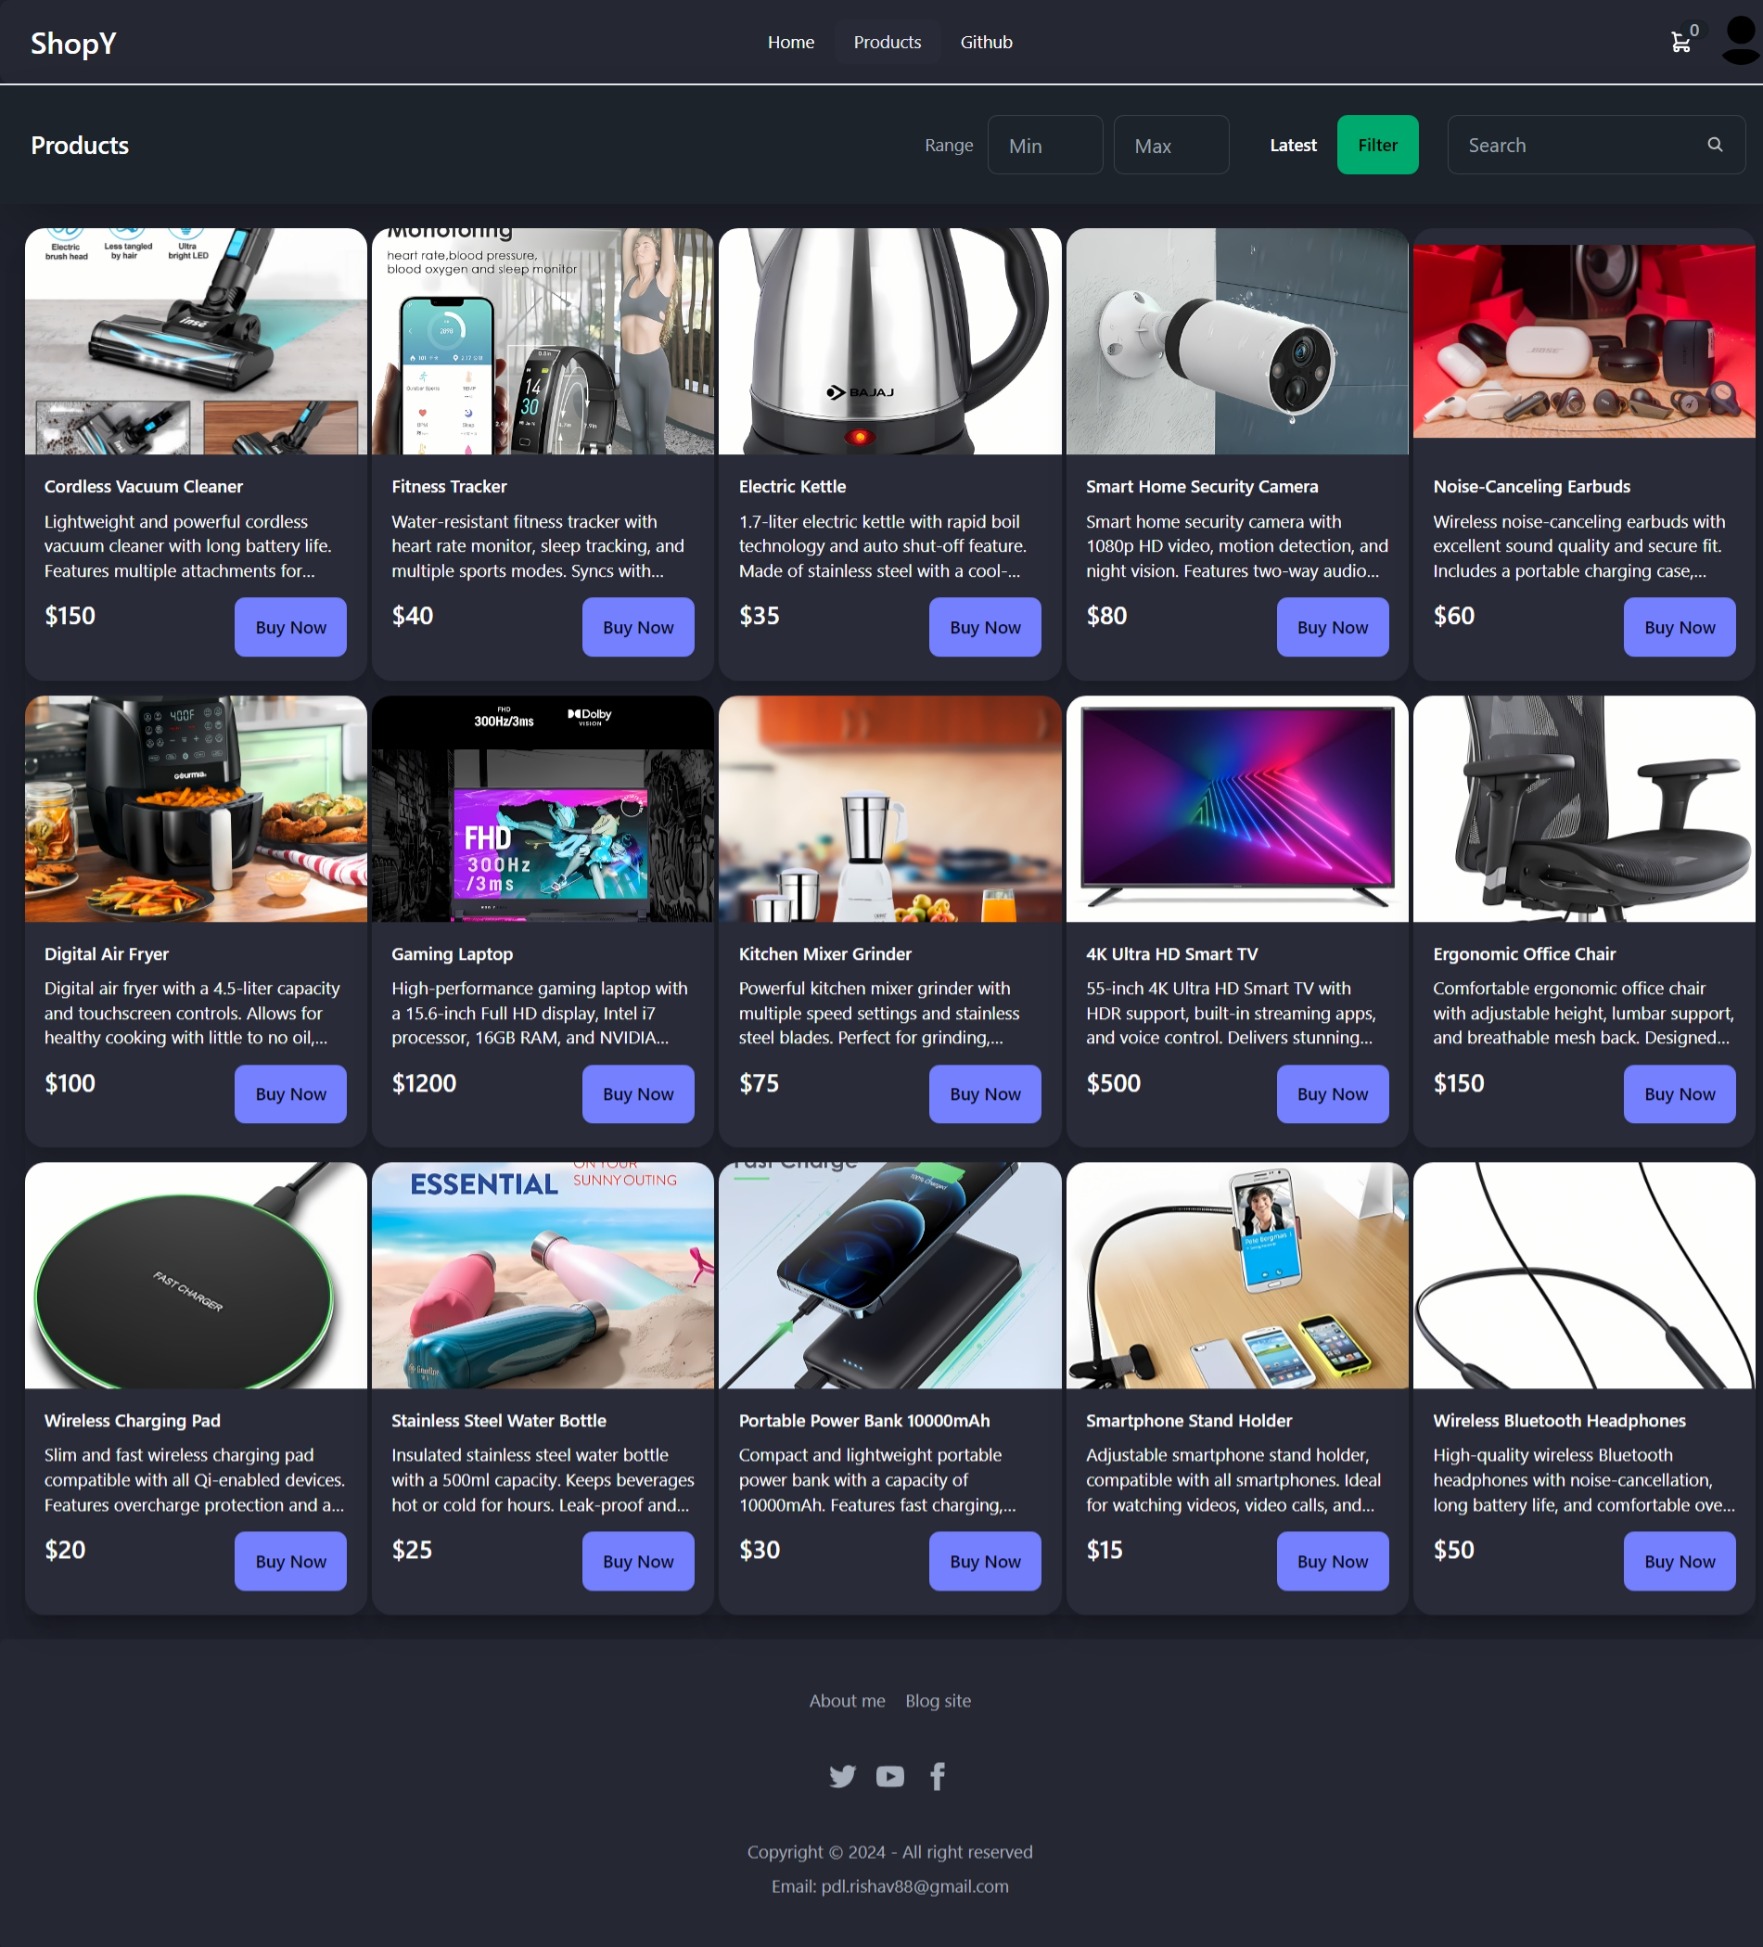 ShopY
Home
Products
Github
0
Products
Range
Min
Max
Latest
Filter
Search
Electric
brush head
Less tangled
by hair
Ultra
bright LED
Inse
Monotoring
heart rate,blood pressure,
blood oxygen and sleep monitor
14
30
BAJAJ
BOSE
Cordless Vacuum Cleaner
Lightweight and powerful cordless
vacuum cleaner with long battery life.
Features multiple attachments for...
$150
Buy Now
Fitness Tracker
Water-resistant fitness tracker with
heart rate monitor, sleep tracking, and
multiple sports modes. Syncs with...
$40
Buy Now
Electric Kettle
1.7-liter electric kettle with rapid boil
technology and auto shut-off feature.
Made of stainless steel with a cool-...
$35
Buy Now
Smart Home Security Camera
Smart home security camera with
1080p HD video, motion detection, and
night vision. Features two-way audio...
$80
Buy Now
Noise-Canceling Earbuds
Wireless noise-canceling earbuds with
excellent sound quality and secure fit.
Includes a portable charging case,...
$60
Buy Now
400F
Gourmia
FHD
300Hz/3ms
Dolby
VISION
FHD
300Hz
/3ms
Digital Air Fryer
Digital air fryer with a 4.5-liter capacity
and touchscreen controls. Allows for
healthy cooking with little to no oil,...
$100
Buy Now
Gaming Laptop
High-performance gaming laptop with
a 15.6-inch Full HD display, Intel i7
processor, 16GB RAM, and NVIDIA...
$1200
Buy Now
Kitchen Mixer Grinder
Powerful kitchen mixer grinder with
multiple speed settings and stainless
steel blades. Perfect for grinding,...
$75
Buy Now
4K Ultra HD Smart TV
55-inch 4K Ultra HD Smart TV with
HDR support, built-in streaming apps,
and voice control. Delivers stunning...
$500
Buy Now
Ergonomic Office Chair
Comfortable ergonomic office chair
with adjustable height, lumbar support,
and breathable mesh back. Designed...
$150
Buy Now
FAST CHARGER
ESSENTIAL
ON YOUR
SUNNY OUTING
Fast Charge
100% Charged
Pete Bergman
Wireless Charging Pad
Slim and fast wireless charging pad
compatible with all Qi-enabled devices.
Features overcharge protection and a...
$20
Buy Now
Stainless Steel Water Bottle
Insulated stainless steel water bottle
with a 500ml capacity. Keeps beverages
hot or cold for hours. Leak-proof and...
$25
Buy Now
Portable Power Bank 10000mAh
Compact and lightweight portable
power bank with a capacity of
10000mAh. Features fast charging,...
$30
Buy Now
Smartphone Stand Holder
Adjustable smartphone stand holder,
compatible with all smartphones. Ideal
for watching videos, video calls, and...
$15
Buy Now
Wireless Bluetooth Headphones
High-quality wireless Bluetooth
headphones with noise-cancellation,
long battery life, and comfortable ove...
$50
Buy Now
About me
Blog site
Copyright © 2024 - All right reserved
Email: pdl.rishav88@gmail.com